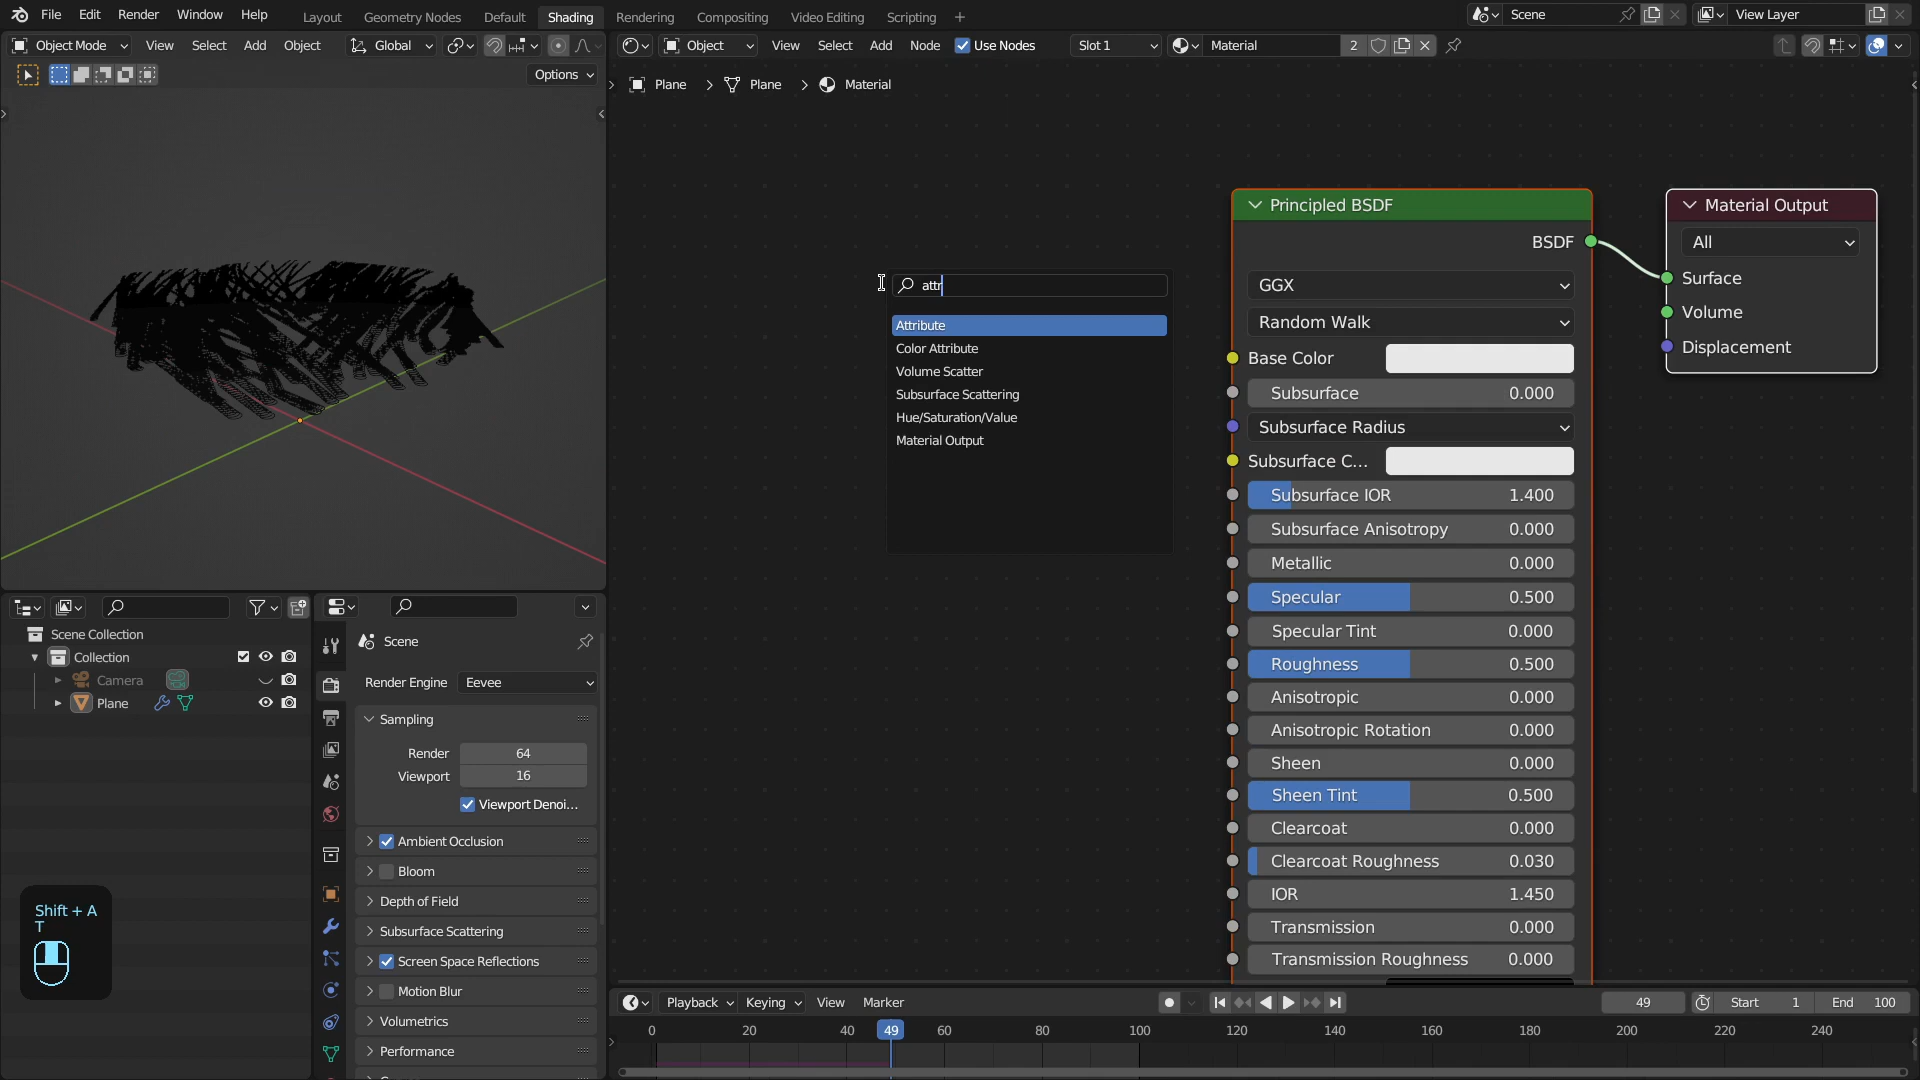 File Edit Render Window Help Layout Geometry Nodes Default Shading Rendering Compositing Video Editing Scripting + Scene View Layer
Object Mode View Select Add Object Global
Object View Select Add Node Use Nodes Slot 1 Material 2
Options
Plane Plane Material
attr
Attribute
Color Attribute
Volume Scatter
Subsurface Scattering
Hue/Saturation/Value
Material Output
Principled BSDF
BSDF
GGX
Random Walk
Base Color
Subsurface 0.000
Subsurface Radius
Subsurface C...
Subsurface IOR 1.400
Subsurface Anisotropy 0.000
Metallic 0.000
Specular 0.500
Specular Tint 0.000
Roughness 0.500
Anisotropic 0.000
Anisotropic Rotation 0.000
Sheen 0.000
Sheen Tint 0.500
Clearcoat 0.000
Clearcoat Roughness 0.030
IOR 1.450
Transmission 0.000
Transmission Roughness 0.000
Material Output
All
Surface
Volume
Displacement
Scene Collection
Collection
Camera
Plane
Scene
Render Engine Eevee
Sampling
Render 64
Viewport 16
Viewport Denoi...
Ambient Occlusion
Bloom
Depth of Field
Subsurface Scattering
Screen Space Reflections
Motion Blur
Volumetrics
Performance
Shift + A
T
Playback Keying View Marker 49 Start 1 End 100
0 20 40 49 60 80 100 120 140 160 180 200 220 240